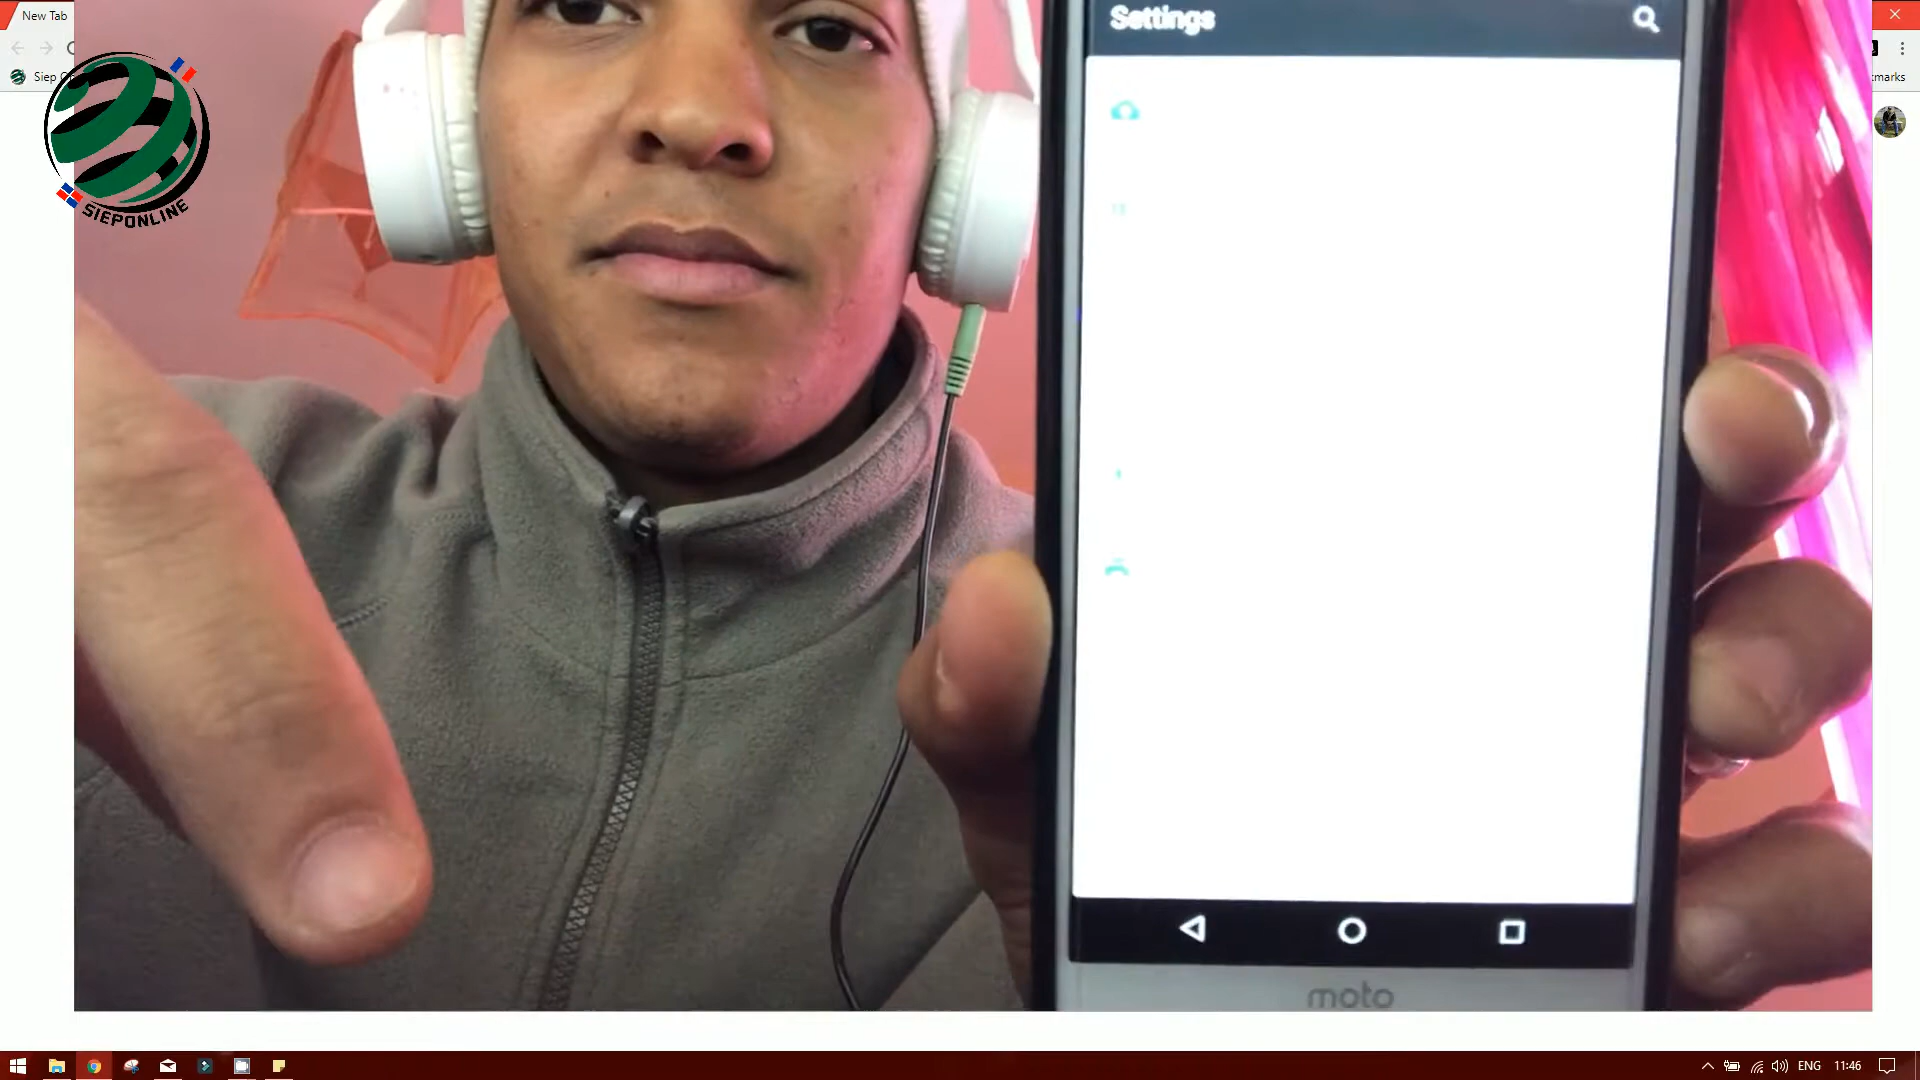 New Tab
Siep
marks
SIEPONLINE
Settings
moto
ENG
11:46